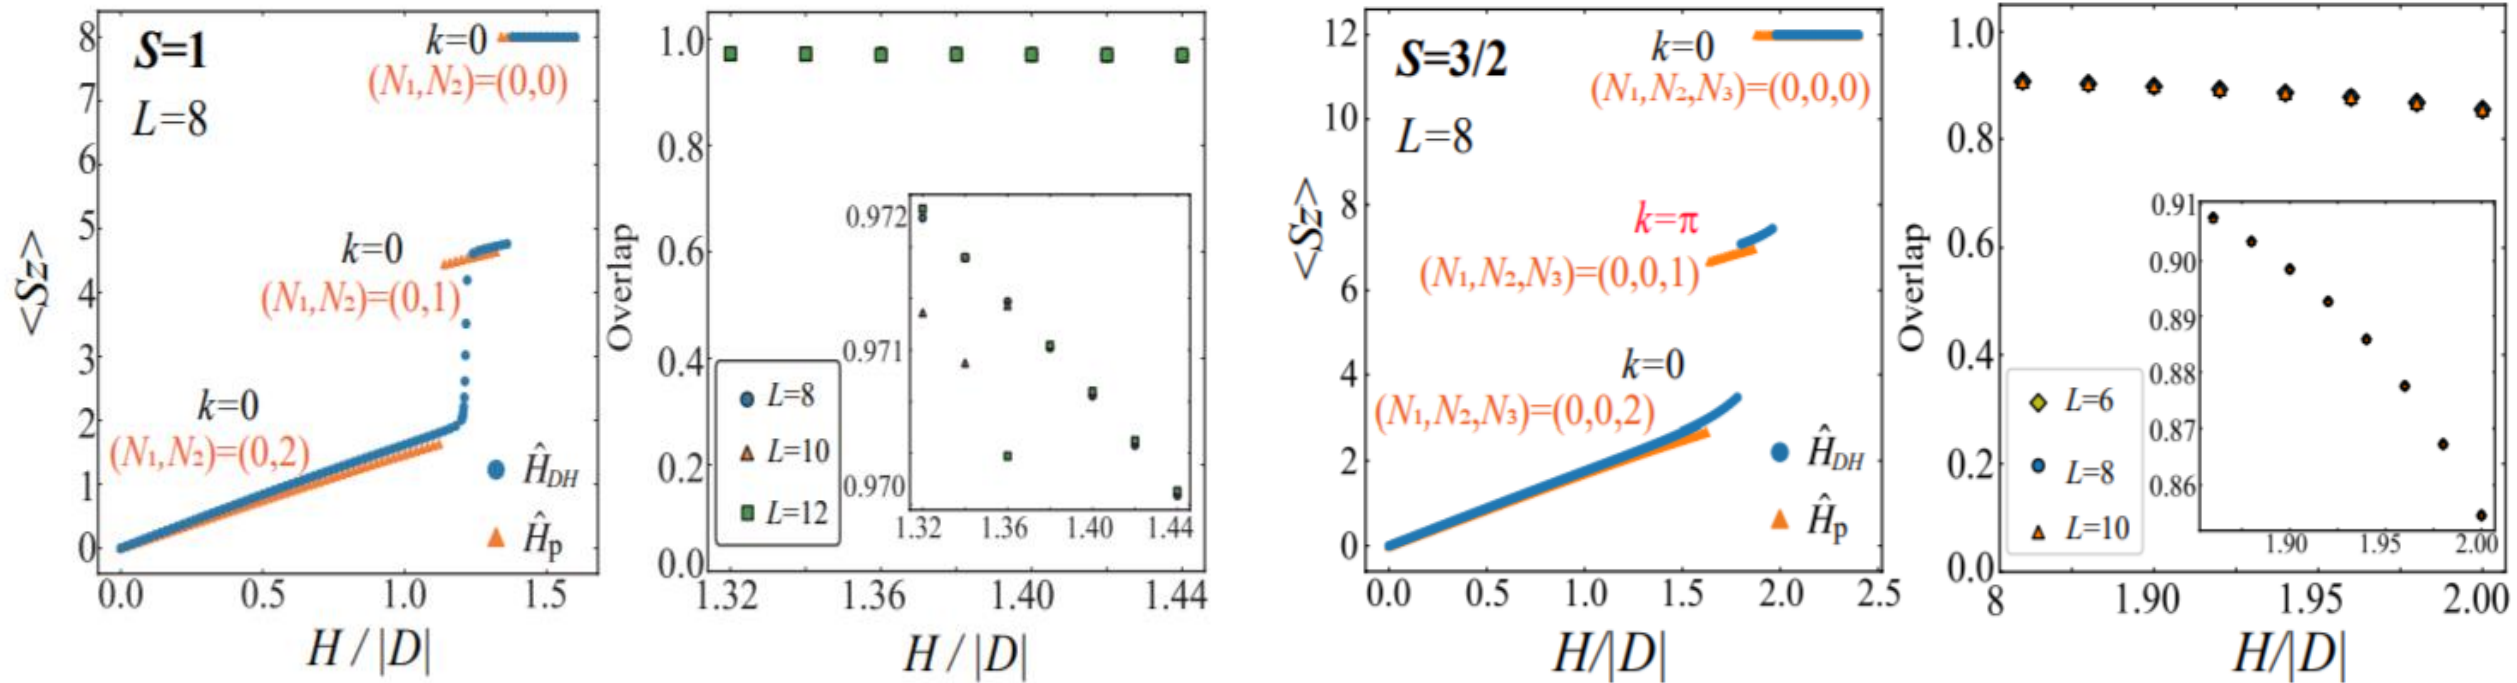 S=1
L=8
k=0
(N₁,N₂)=(0,0)
k=0
(N₁,N₂)=(0,1)
k=0
(N₁,N₂)=(0,2)
Ĥ_DH
Ĥ_p
<Sz>
8
7
6
5
4
3
2
1
0
0.0 0.5 1.0 1.5
H / |D|
Overlap
1.0
0.8
0.6
0.4
0.2
0.0
L=8
L=10
L=12
0.972
0.971
0.970
1.32 1.36 1.40 1.44
1.32 1.36 1.40 1.44
H / |D|
S=3/2
L=8
k=0
(N₁,N₂,N₃)=(0,0,0)
k=π
(N₁,N₂,N₃)=(0,0,1)
k=0
(N₁,N₂,N₃)=(0,0,2)
Ĥ_DH
Ĥ_p
<Sz>
12
10
8
6
4
2
0
0.0 0.5 1.0 1.5 2.0 2.5
H/|D|
Overlap
1.0
0.8
0.6
0.4
0.2
0.0
L=6
L=8
L=10
0.91
0.90
0.89
0.88
0.87
0.86
1.90 1.95 2.00
8 1.90 1.95 2.00
H/|D|